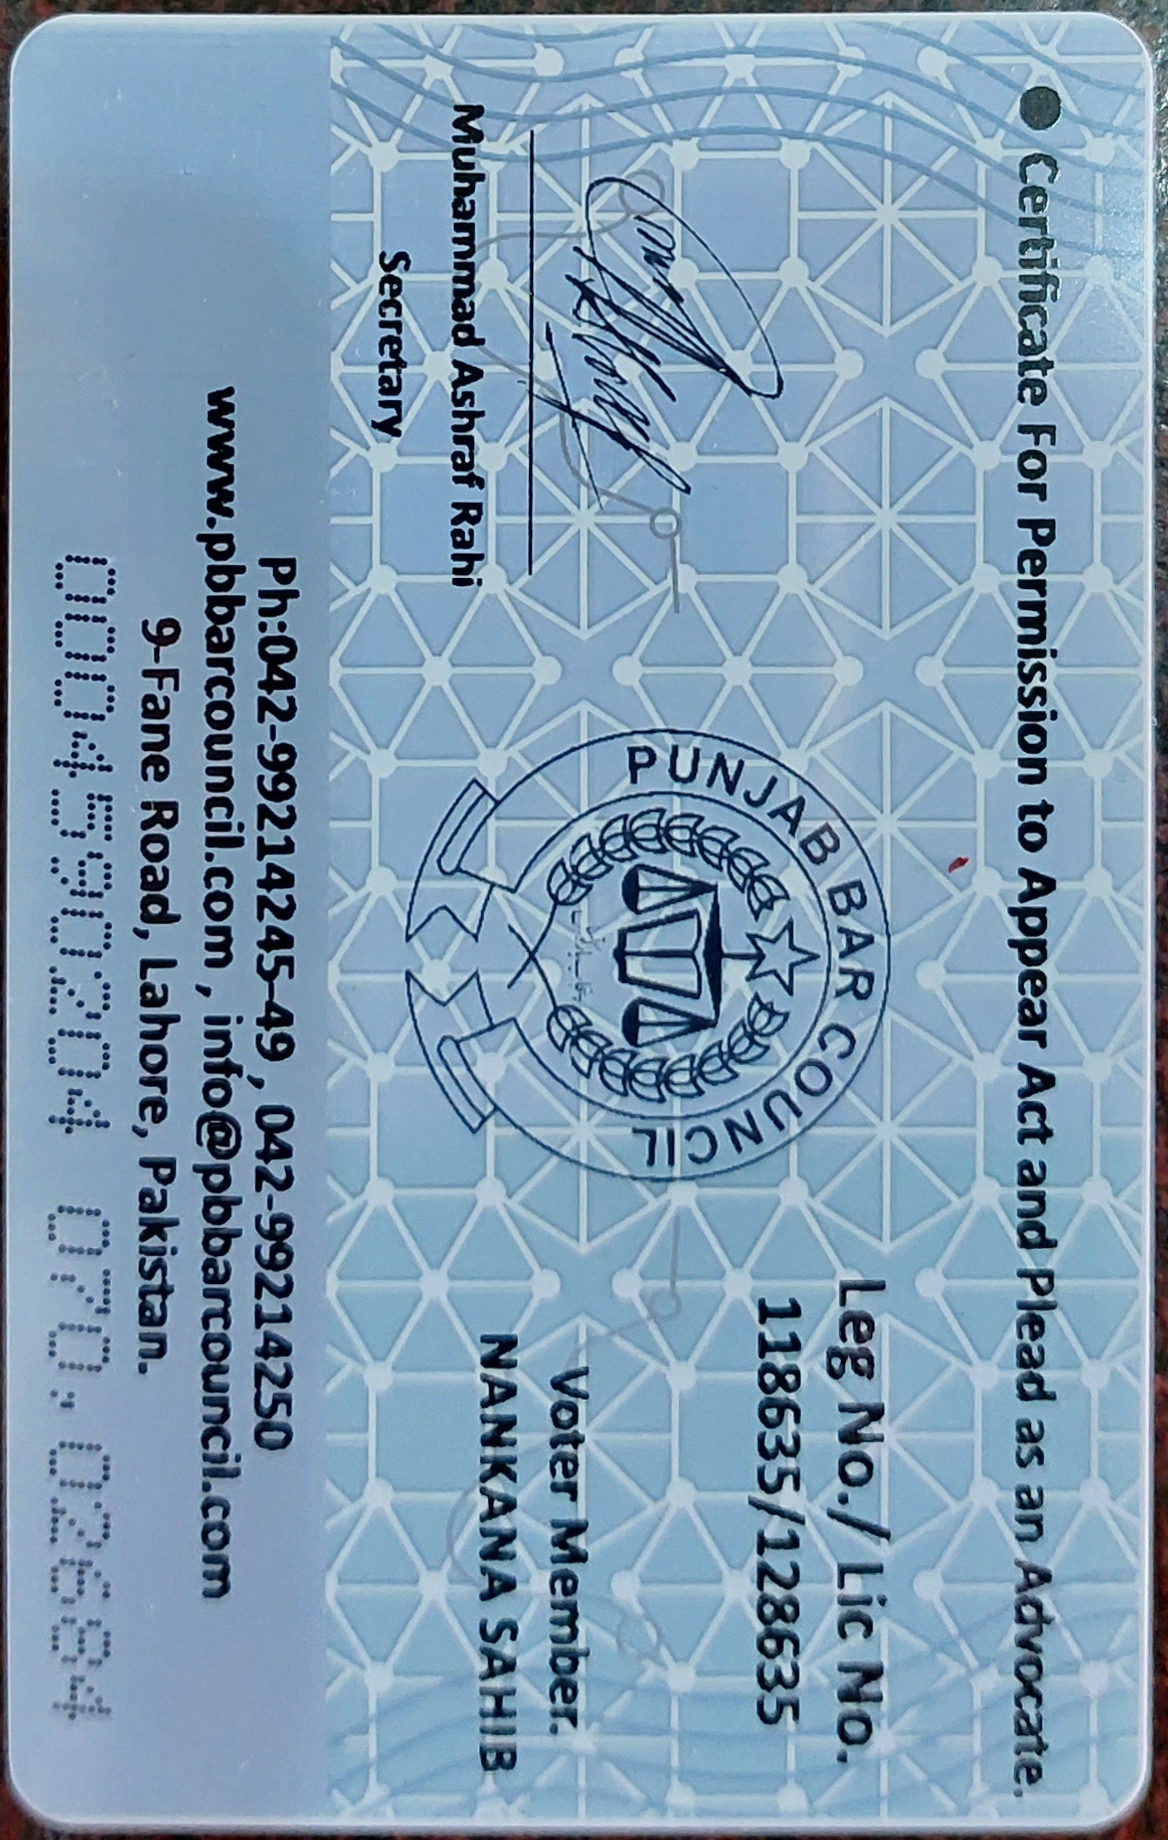 ● Certificate For Permission to Appear Act and Plead as an Advocate.
PUNJAB BAR COUNCIL
Leg No./ Lic No.
118635/128635
پنجاب بار کونسل
Voter Member.
NANKANA SAHIB
Muhammad Ashraf Rahi
Secretary
Ph:042-99214245-49 , 042-99214250
www.pbbarcouncil.com , info@pbbarcouncil.com
9-Fane Road, Lahore, Pakistan.
0004590204 070,02684